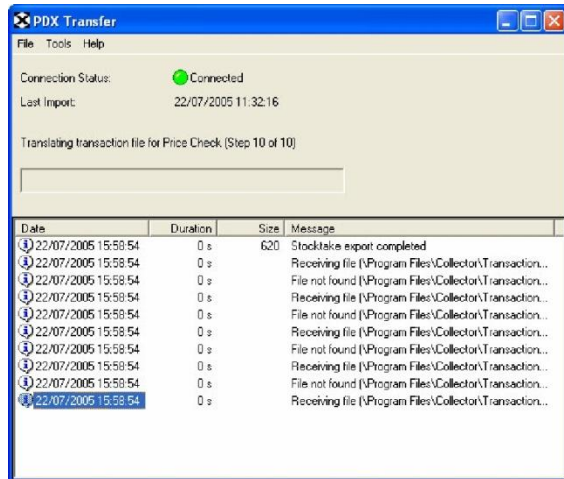 PDX Transfer
File Tools Help
Connection Status: Connected
Last Import: 22/07/2005 11:32:16
Translating transaction file for Price Check (Step 10 of 10)
Date Duration Size Message
22/07/2005 15:58:54 0 s 620 Stocktake export completed
22/07/2005 15:58:54 0 s Receiving file (\Program Files\Collector\Transaction...
22/07/2005 15:58:54 0 s File not found (\Program Files\Collector\Transaction...
22/07/2005 15:58:54 0 s Receiving file (\Program Files\Collector\Transaction...
22/07/2005 15:58:54 0 s File not found (\Program Files\Collector\Transaction...
22/07/2005 15:58:54 0 s Receiving file (\Program Files\Collector\Transaction...
22/07/2005 15:58:54 0 s File not found (\Program Files\Collector\Transaction...
22/07/2005 15:58:54 0 s Receiving file (\Program Files\Collector\Transaction...
22/07/2005 15:58:54 0 s File not found (\Program Files\Collector\Transaction...
22/07/2005 15:58:54 0 s Receiving file (\Program Files\Collector\Transaction...